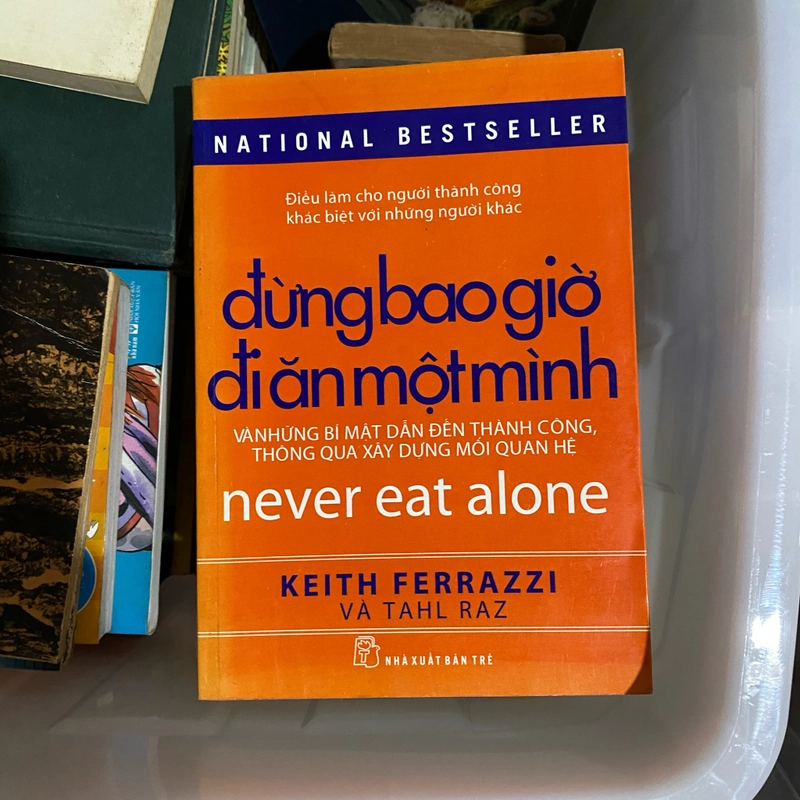 NATIONAL BESTSELLER
Điều làm cho người thành công
khác biệt với những người khác
đừng bao giờ
đi ăn một mình
VÀ NHỮNG BÍ MẬT DẪN ĐẾN THÀNH CÔNG,
THÔNG QUA XÂY DỰNG MỐI QUAN HỆ
never eat alone
KEITH FERRAZZI
VÀ TAHL RAZ
NHÀ XUẤT BẢN TRẺ